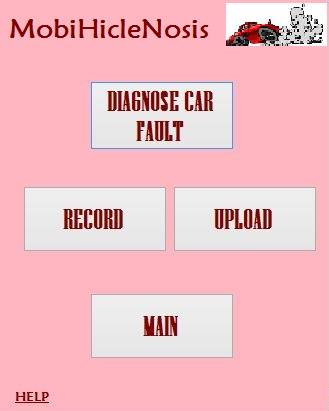 MobiHicleNosis
DIAGNOSE CAR
FAULT
RECORD
UPLOAD
MAIN
HELP